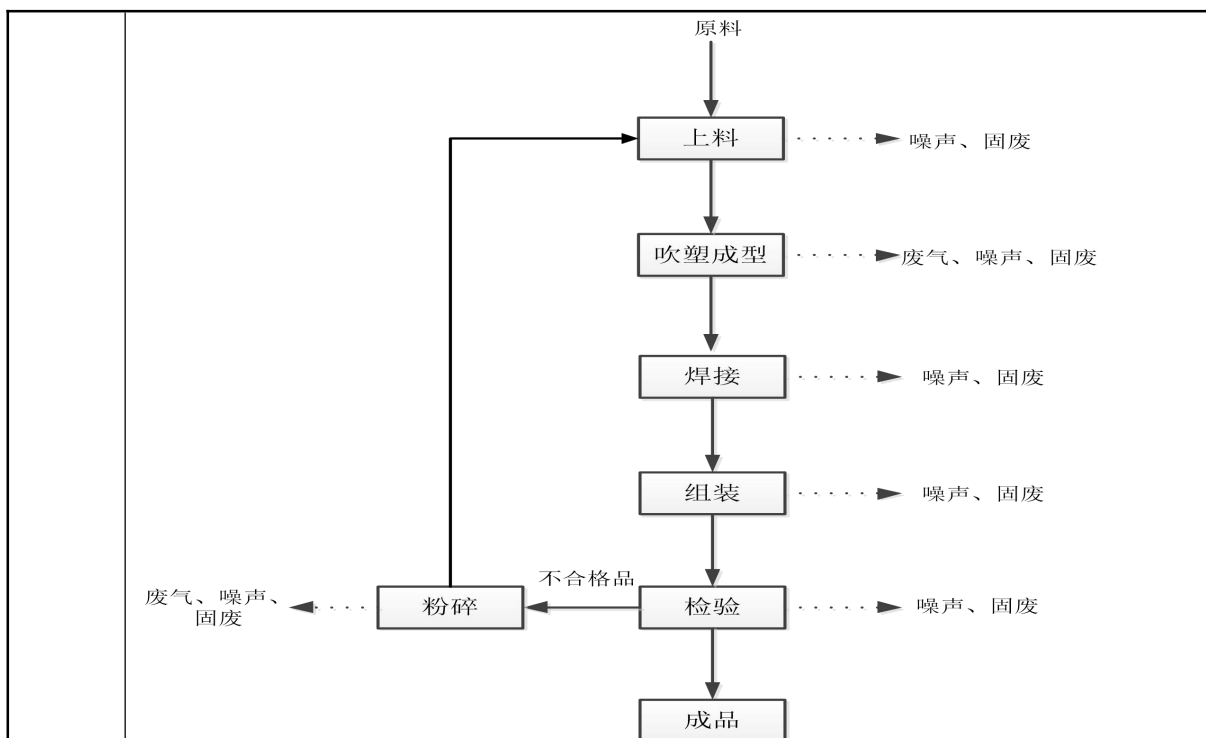 原料
上料
噪声、固废
吹塑成型
废气、噪声、固废
焊接
噪声、固废
组装
噪声、固废
不合格品
废气、噪声、
固废
粉碎
检验
噪声、固废
成品